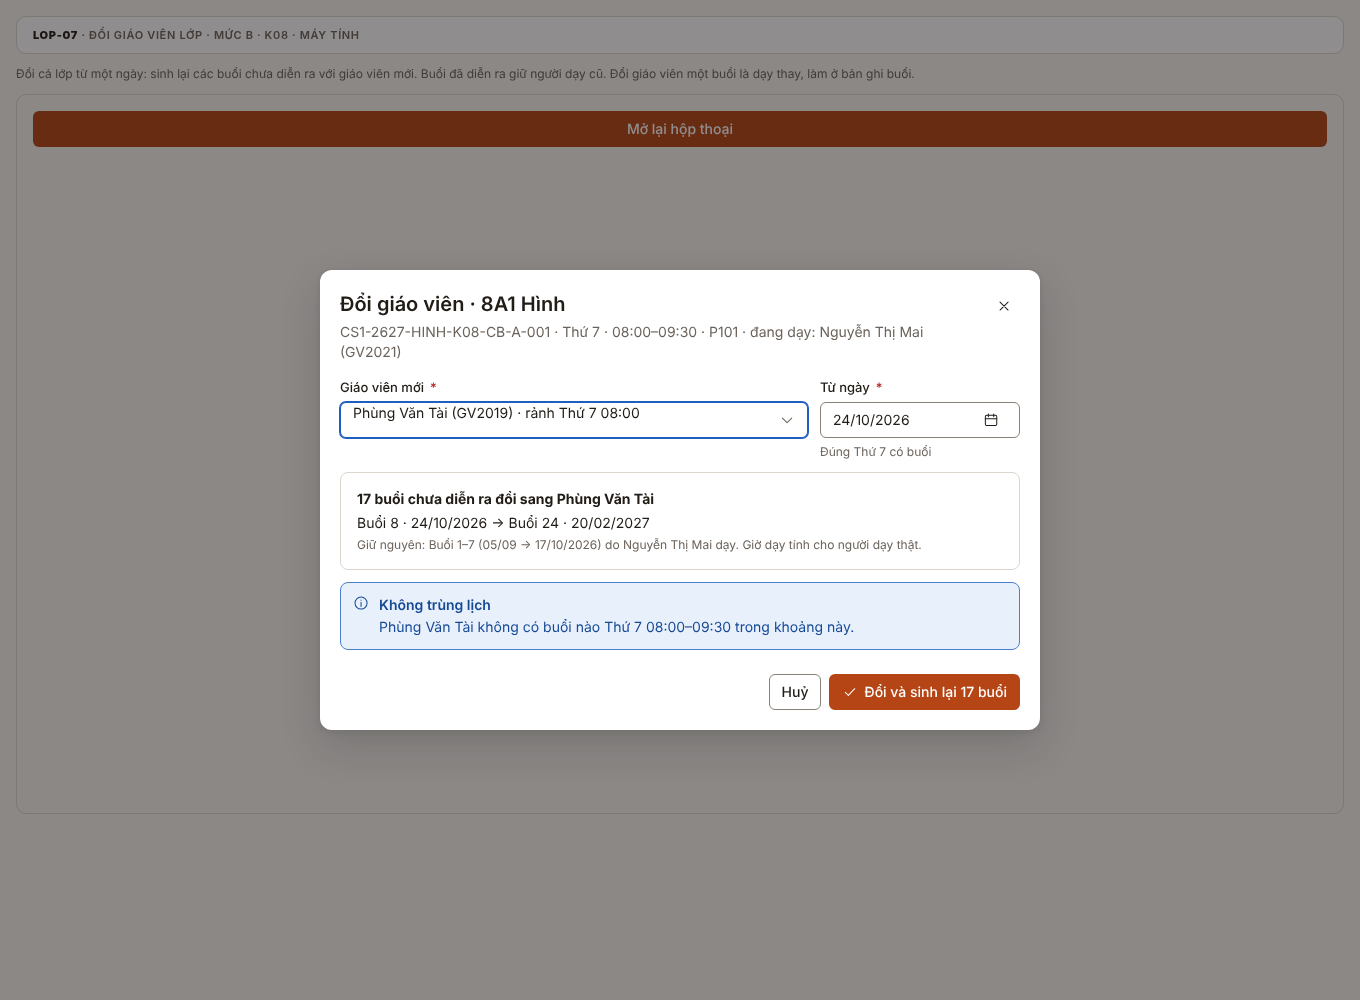 LOP-07 · ĐỔI GIÁO VIÊN LỚP · MỨC B · K08 · MÁY TÍNH
Đổi cả lớp từ một ngày: sinh lại các buổi chưa diễn ra với giáo viên mới. Buổi đã diễn ra giữ người dạy cũ. Đổi giáo viên một buổi là dạy thay, làm ở bản ghi buổi.
Mở lại hộp thoại
Đổi giáo viên · 8A1 Hình
CS1-2627-HINH-K08-CB-A-001 · Thứ 7 · 08:00–09:30 · P101 · đang dạy: Nguyễn Thị Mai
(GV2021)
Giáo viên mới *
Từ ngày *
Phùng Văn Tài (GV2019) · rảnh Thứ 7 08:00
24/10/2026
Đúng Thứ 7 có buổi
17 buổi chưa diễn ra đổi sang Phùng Văn Tài
Buổi 8 · 24/10/2026 → Buổi 24 · 20/02/2027
Giữ nguyên: Buổi 1–7 (05/09 → 17/10/2026) do Nguyễn Thị Mai dạy. Giờ dạy tính cho người dạy thật.
Không trùng lịch
Phùng Văn Tài không có buổi nào Thứ 7 08:00–09:30 trong khoảng này.
Huỷ
Đổi và sinh lại 17 buổi